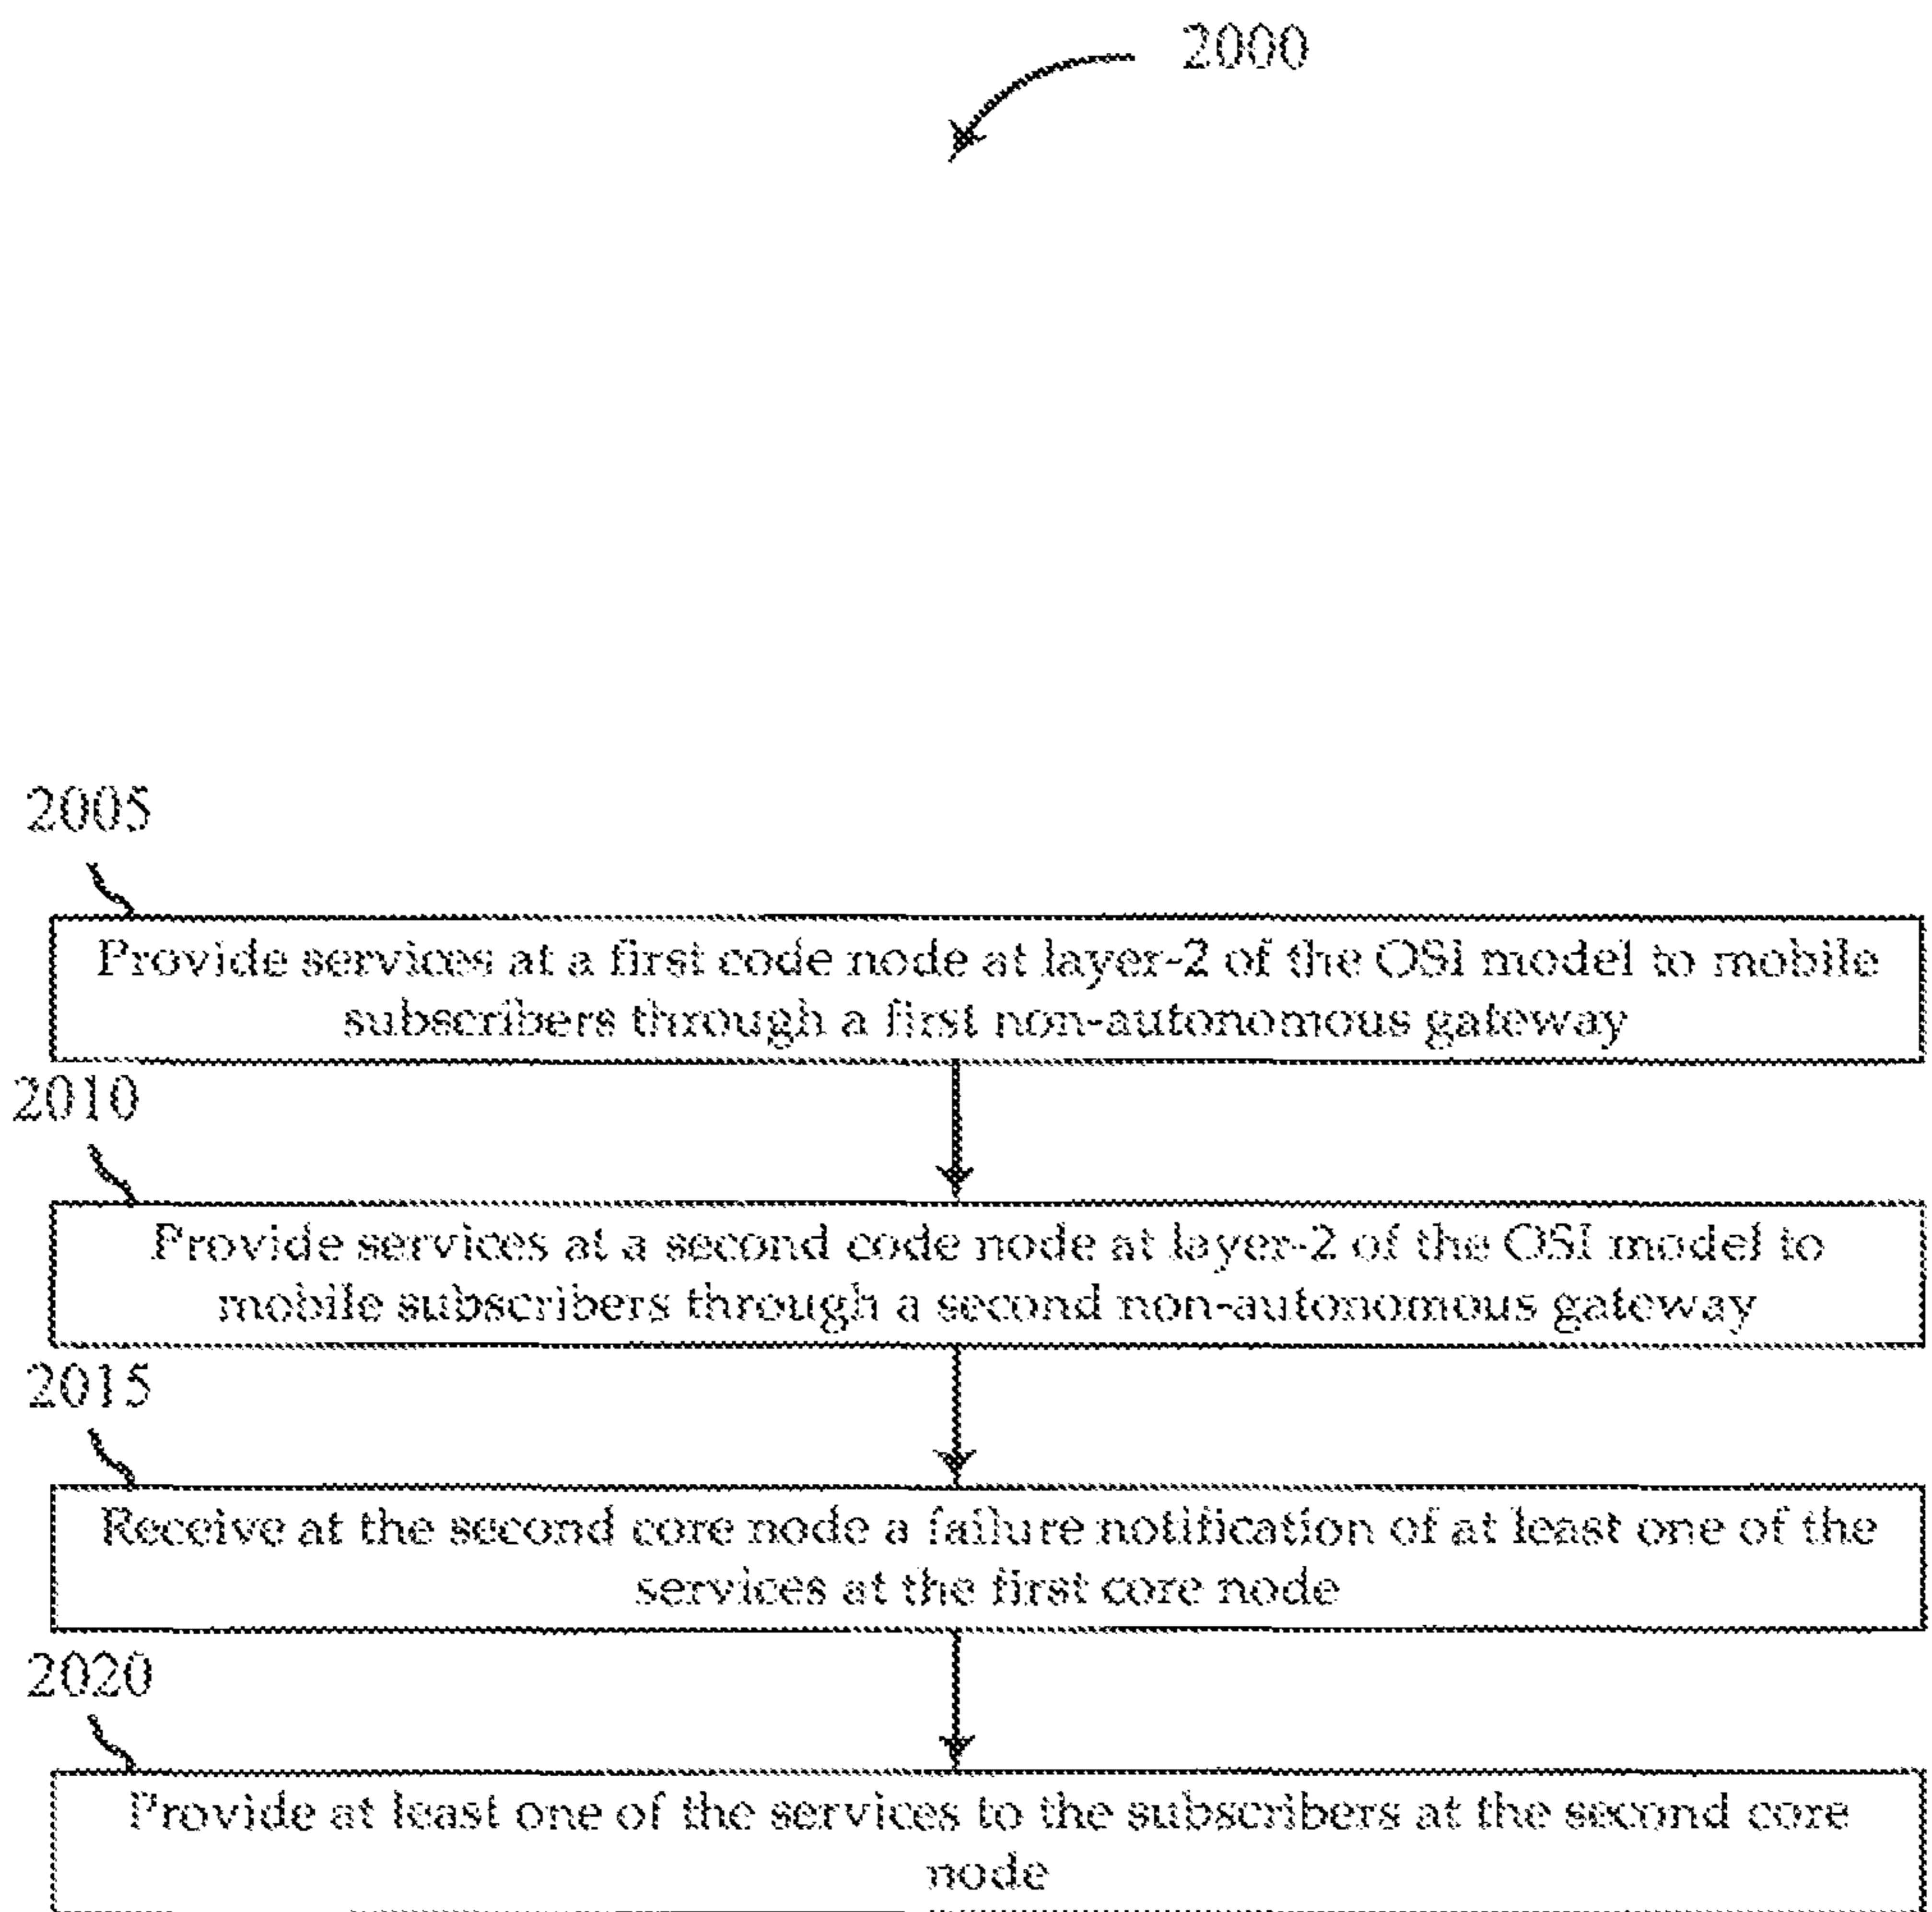 2000
2005
Provide services at a first code node at layer-2 of the OSI model to mobile
subscribers through a first non-autonomous gateway
2010
Provide services at a second code node at layer-2 of the OSI model to
mobile subscribers through a second non-autonomous gateway
2015
Receive at the second core node a failure notification of at least one of the
services at the first core node
2020
Provide at least one of the services to the subscribers at the second core
node